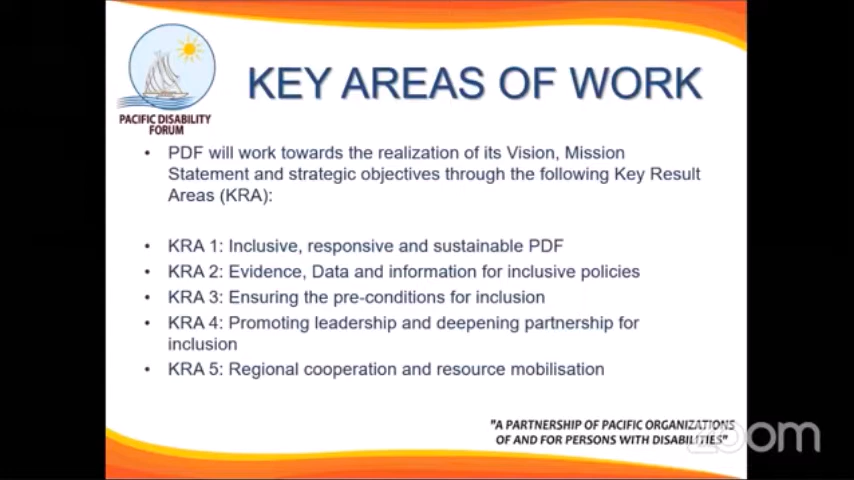 PACIFIC DISABILITY
FORUM
KEY AREAS OF WORK
• PDF will work towards the realization of its Vision, Mission
Statement and strategic objectives through the following Key Result
Areas (KRA):
• KRA 1: Inclusive, responsive and sustainable PDF
• KRA 2: Evidence, Data and information for inclusive policies
• KRA 3: Ensuring the pre-conditions for inclusion
• KRA 4: Promoting leadership and deepening partnership for
inclusion
• KRA 5: Regional cooperation and resource mobilisation
"A PARTNERSHIP OF PACIFIC ORGANIZATIONS
OF AND FOR PERSONS WITH DISABILITIES"
zoom